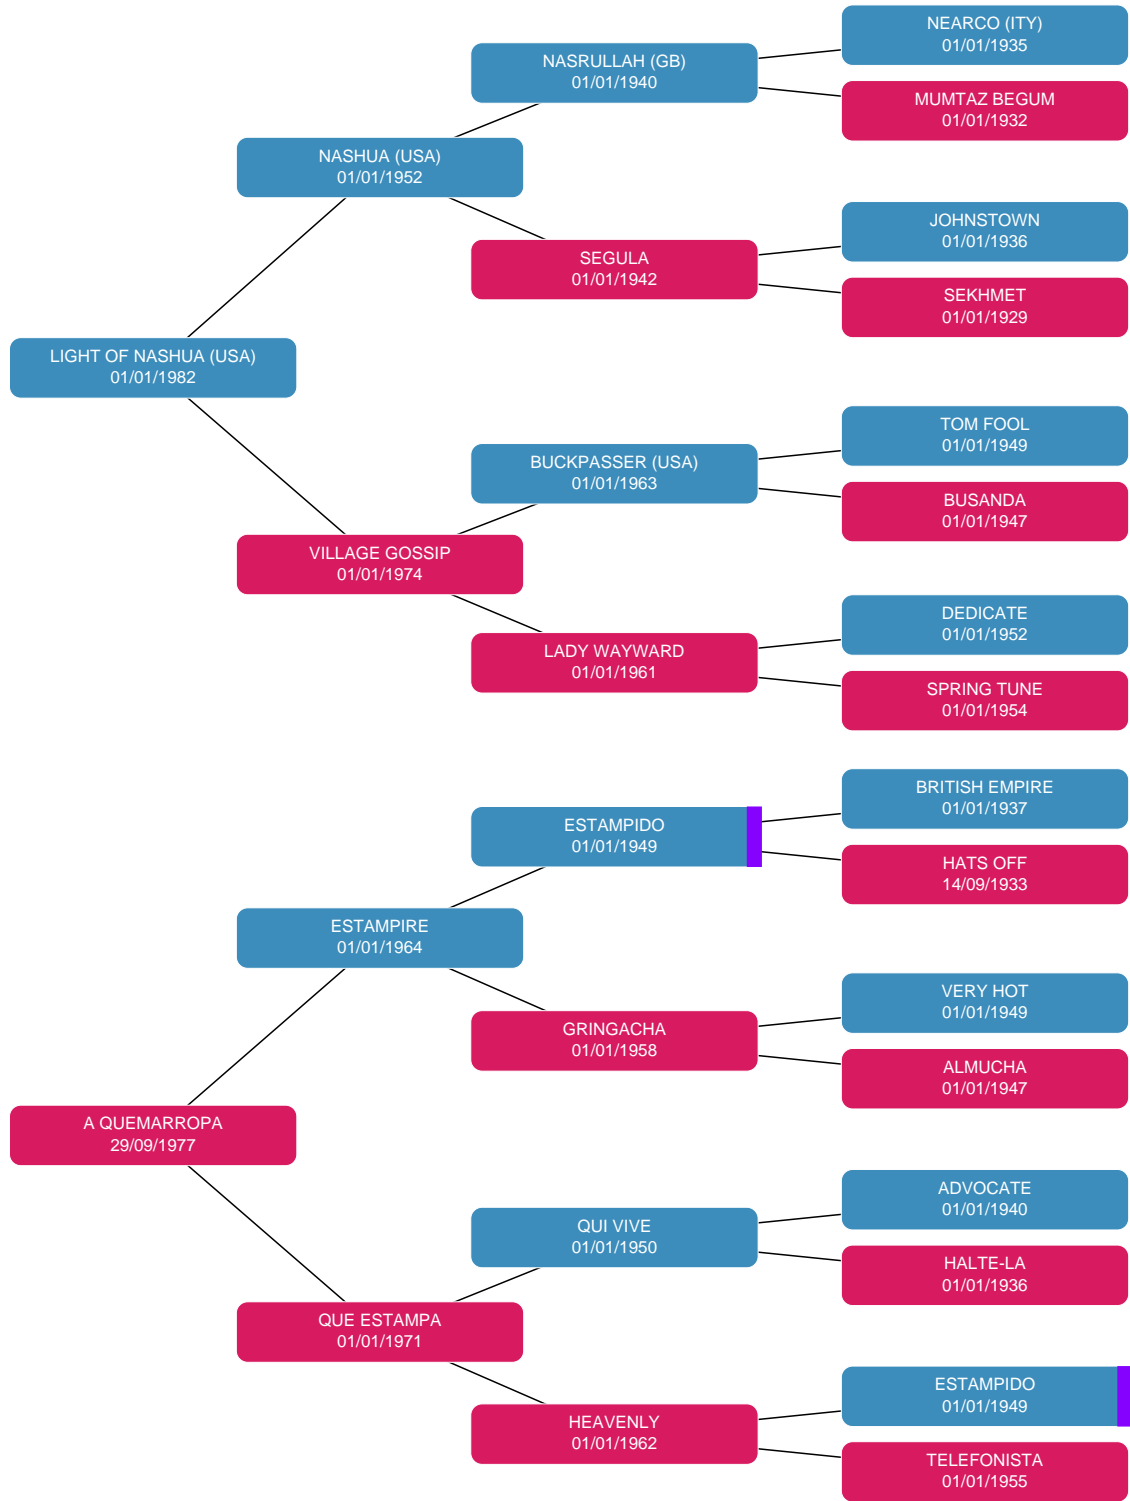 NEARCO (ITY)
01/01/1935
NASRULLAH (GB)
01/01/1940
MUMTAZ BEGUM
01/01/1932
NASHUA (USA)
01/01/1952
JOHNSTOWN
01/01/1936
SEGULA
01/01/1942
SEKHMET
01/01/1929
LIGHT OF NASHUA (USA)
01/01/1982
TOM FOOL
01/01/1949
BUCKPASSER (USA)
01/01/1963
BUSANDA
01/01/1947
VILLAGE GOSSIP
01/01/1974
DEDICATE
01/01/1952
LADY WAYWARD
01/01/1961
SPRING TUNE
01/01/1954
BRITISH EMPIRE
01/01/1937
ESTAMPIDO
01/01/1949
HATS OFF
14/09/1933
ESTAMPIRE
01/01/1964
VERY HOT
01/01/1949
GRINGACHA
01/01/1958
ALMUCHA
01/01/1947
A QUEMARROPA
29/09/1977
ADVOCATE
01/01/1940
QUI VIVE
01/01/1950
HALTE-LA
01/01/1936
QUE ESTAMPA
01/01/1971
ESTAMPIDO
01/01/1949
HEAVENLY
01/01/1962
TELEFONISTA
01/01/1955